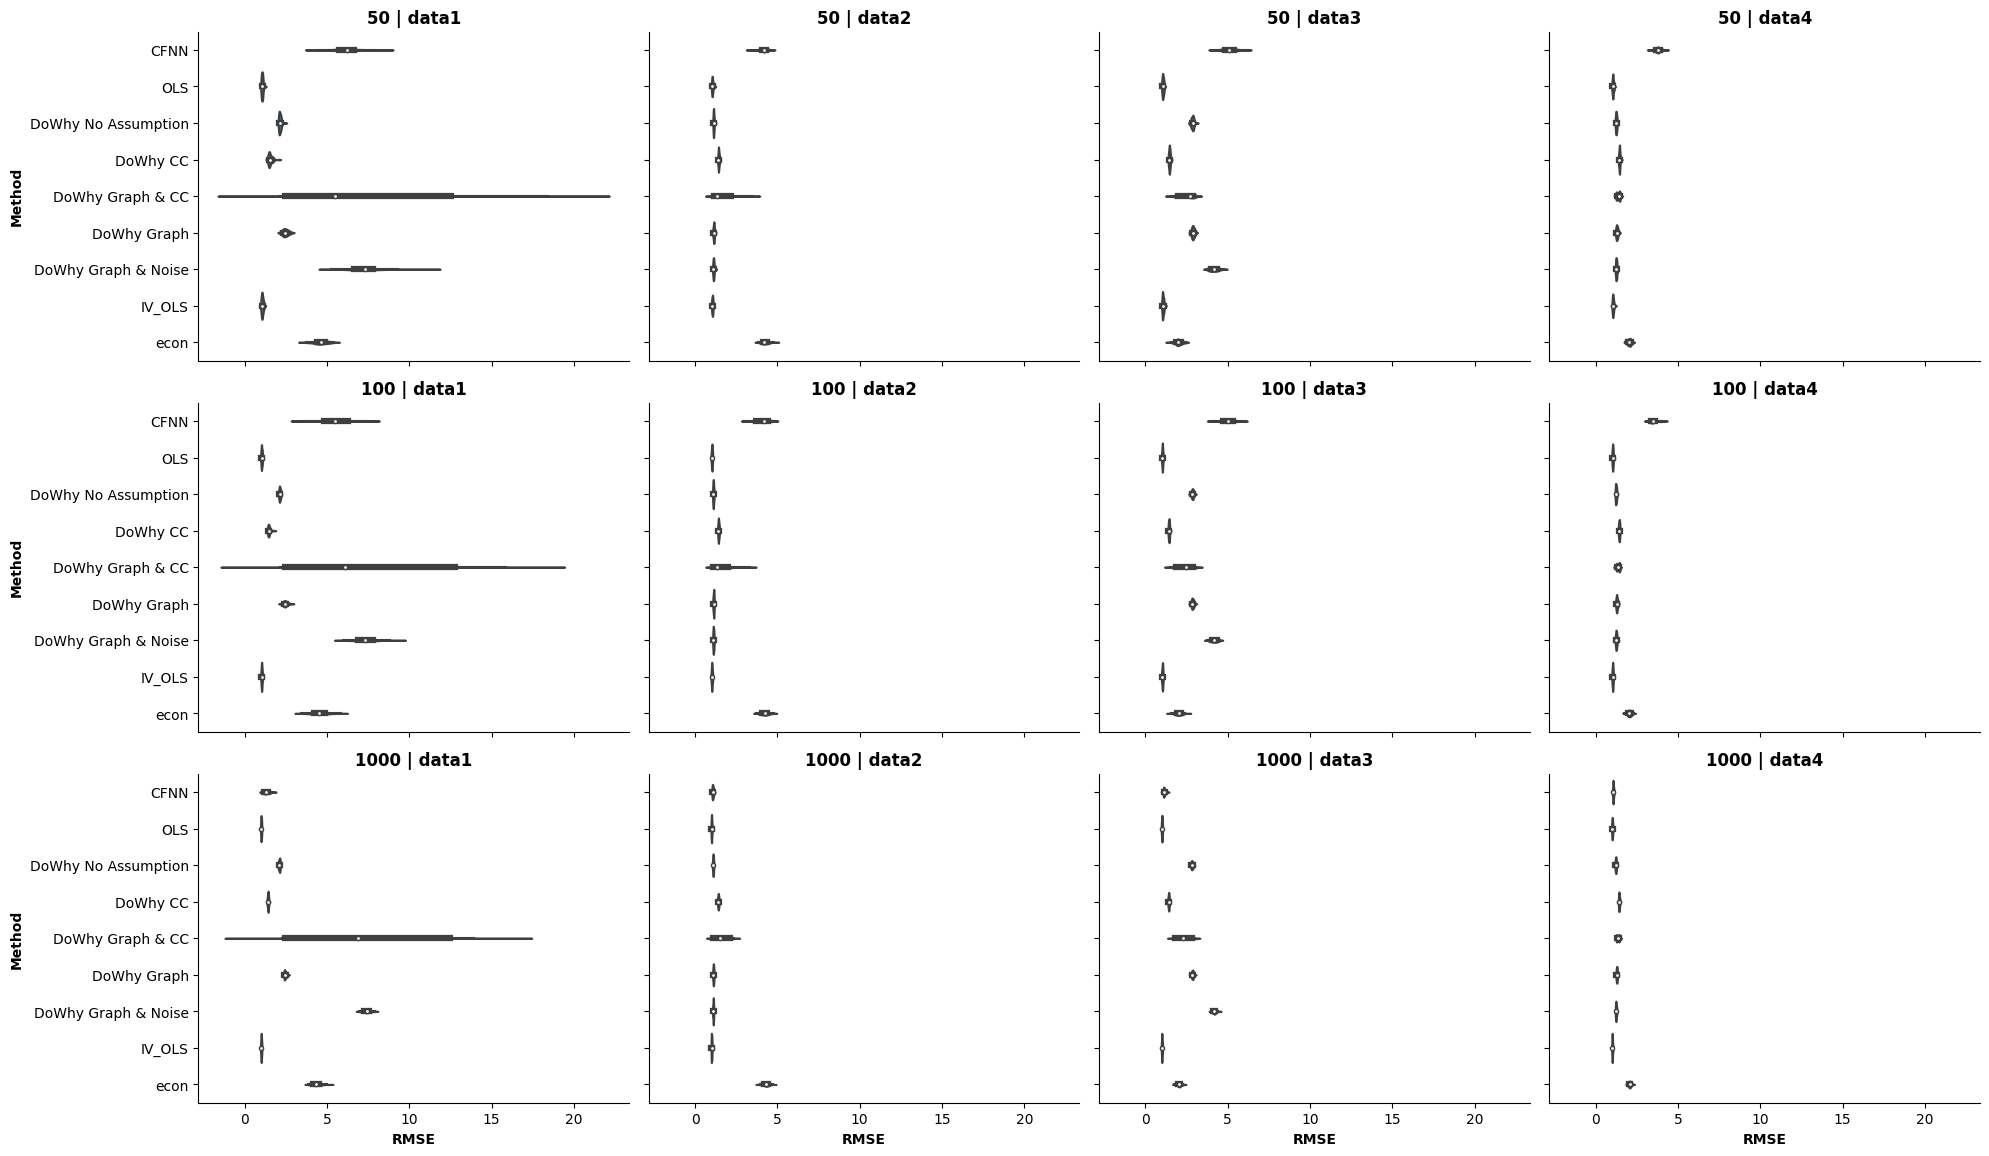 50 | data1
50 | data2
50 | data3
50 | data4
Method
CFNN
OLS
DoWhy No Assumption
DoWhy CC
DoWhy Graph & CC
DoWhy Graph
DoWhy Graph & Noise
IV_OLS
econ
100 | data1
100 | data2
100 | data3
100 | data4
Method
CFNN
OLS
DoWhy No Assumption
DoWhy CC
DoWhy Graph & CC
DoWhy Graph
DoWhy Graph & Noise
IV_OLS
econ
1000 | data1
1000 | data2
1000 | data3
1000 | data4
Method
CFNN
OLS
DoWhy No Assumption
DoWhy CC
DoWhy Graph & CC
DoWhy Graph
DoWhy Graph & Noise
IV_OLS
econ
0 5 10 15 20
0 5 10 15 20
0 5 10 15 20
0 5 10 15 20
RMSE
RMSE
RMSE
RMSE